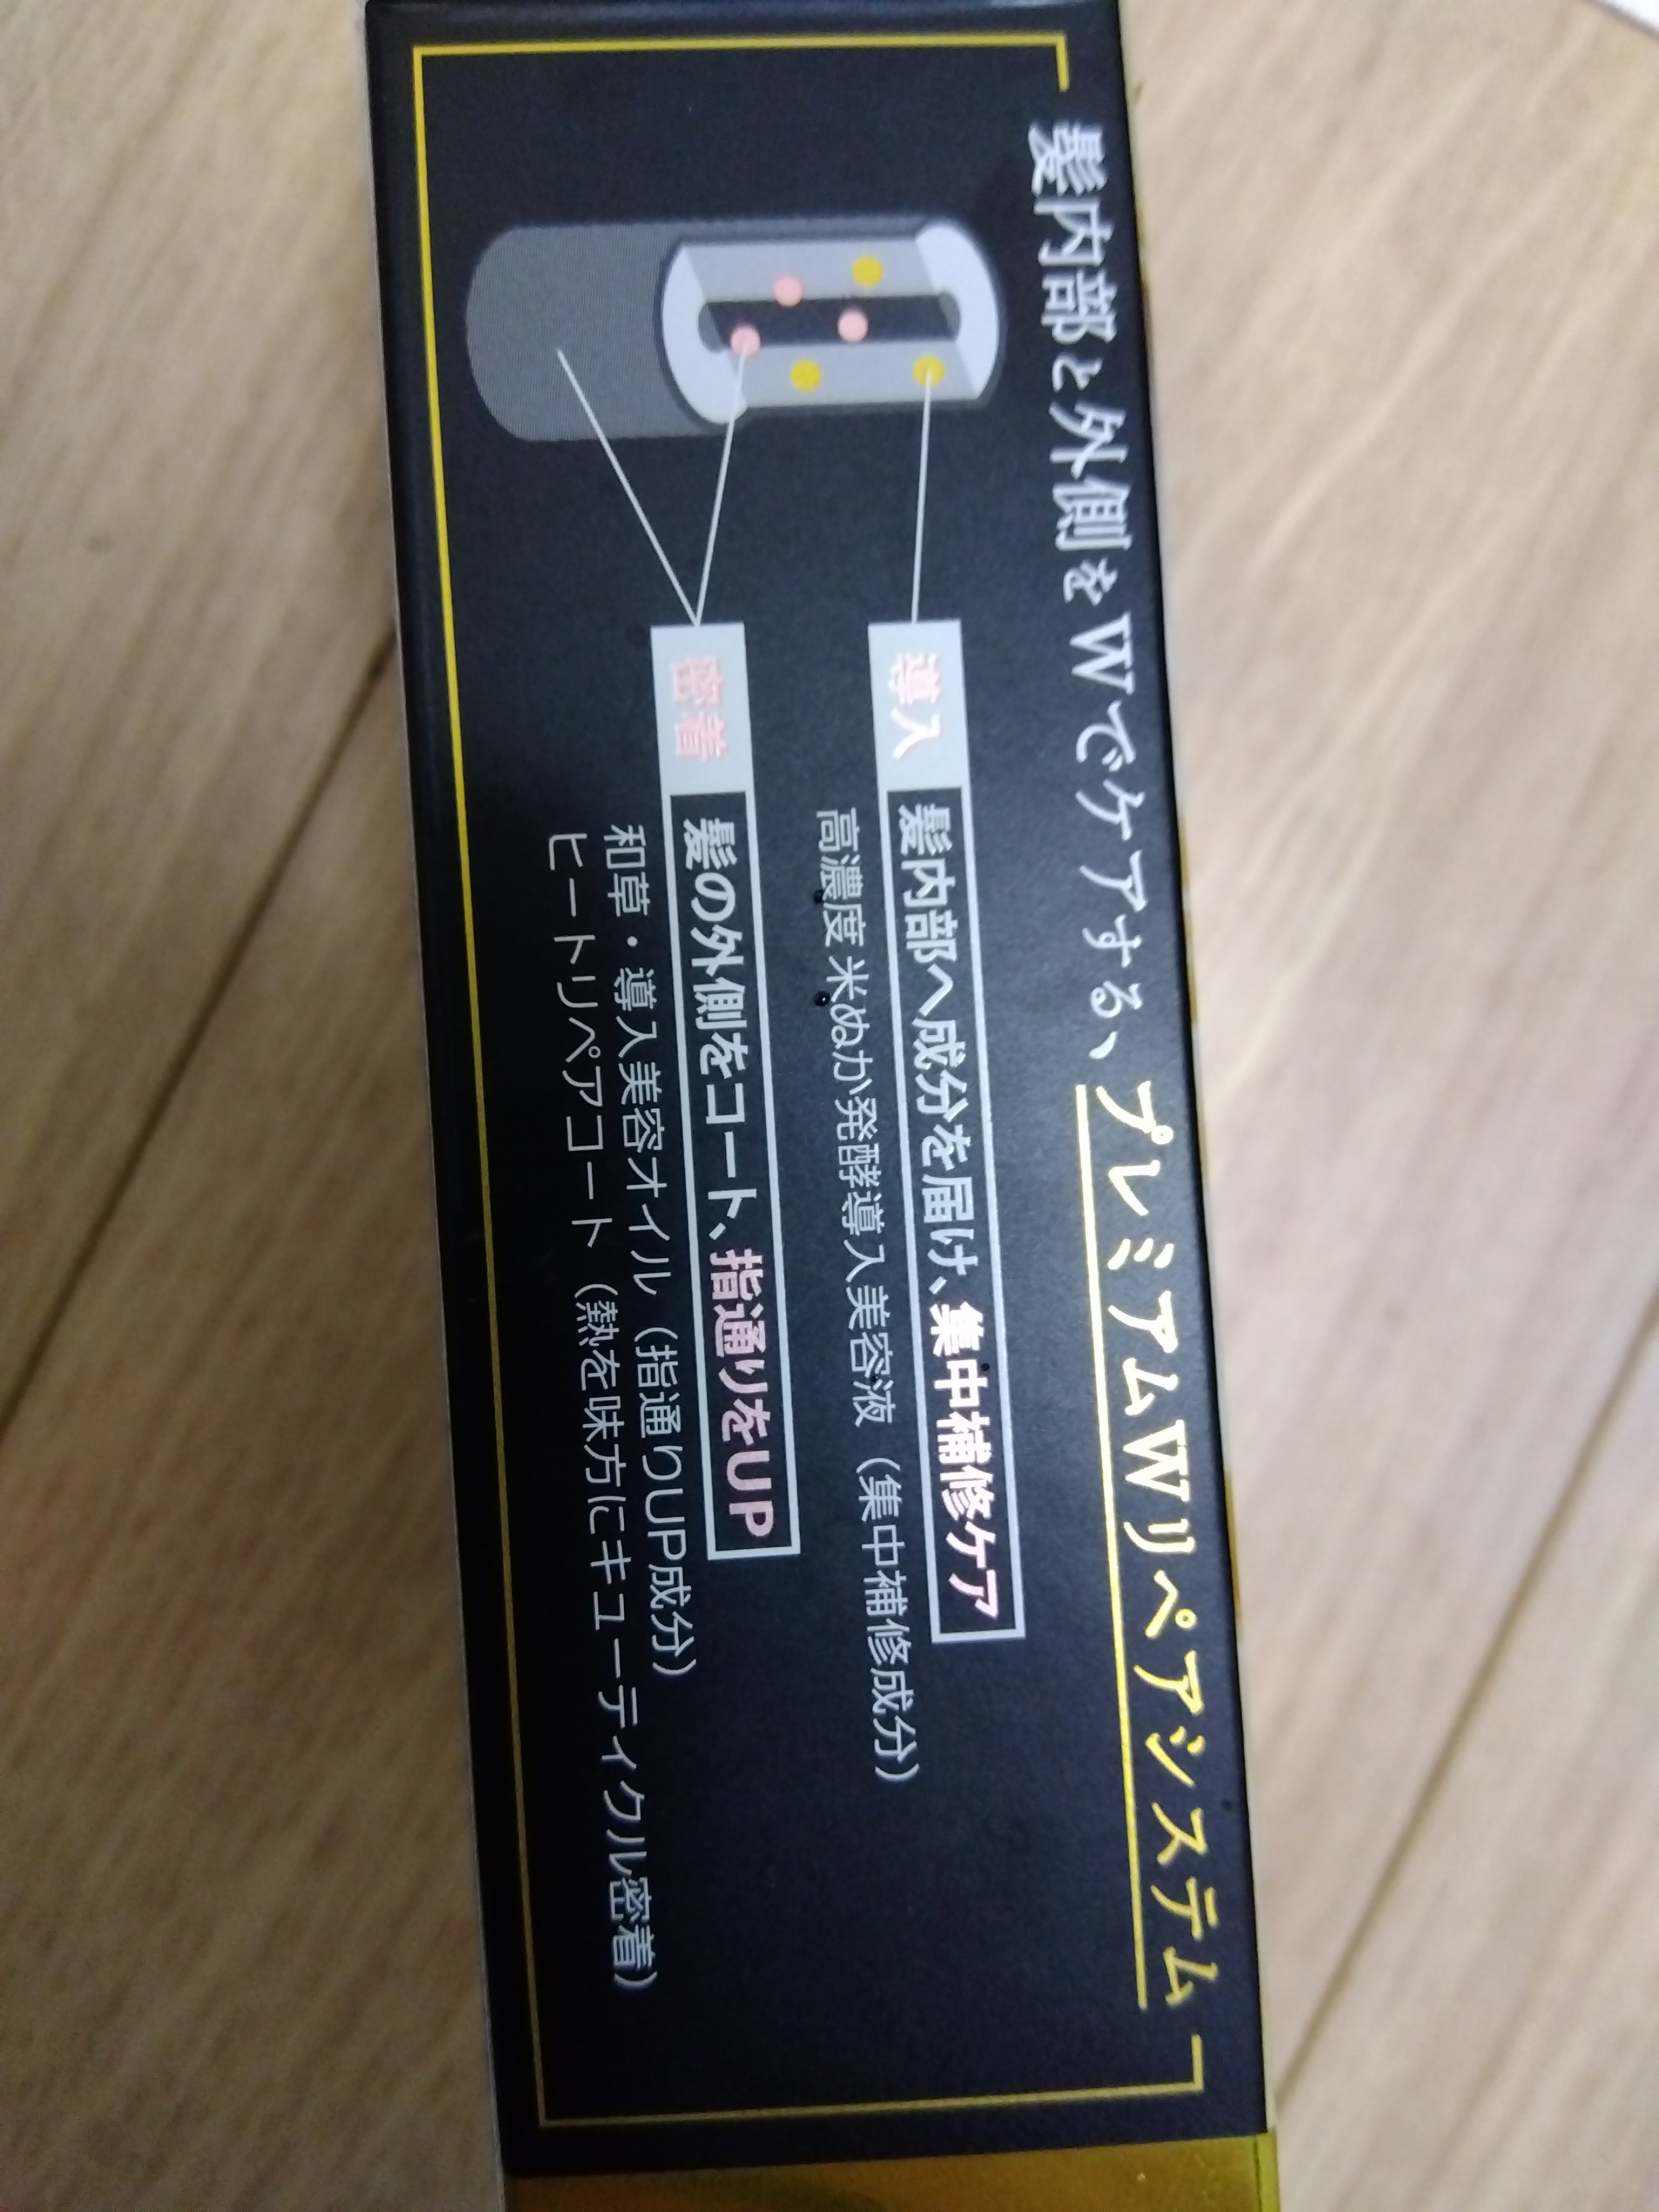 髪内部と外側をWでケアする、プレミアムWリペアシステム
導入 髪内部へ成分を届け、集中補修ケア
高濃度 米ぬか発酵導入美容液（集中補修成分）
密着 髪の外側をコート、指通りをUP
和草・導入美容オイル（指通りUP成分）
ヒートリペアコート（熱を味方にキューティクル密着）